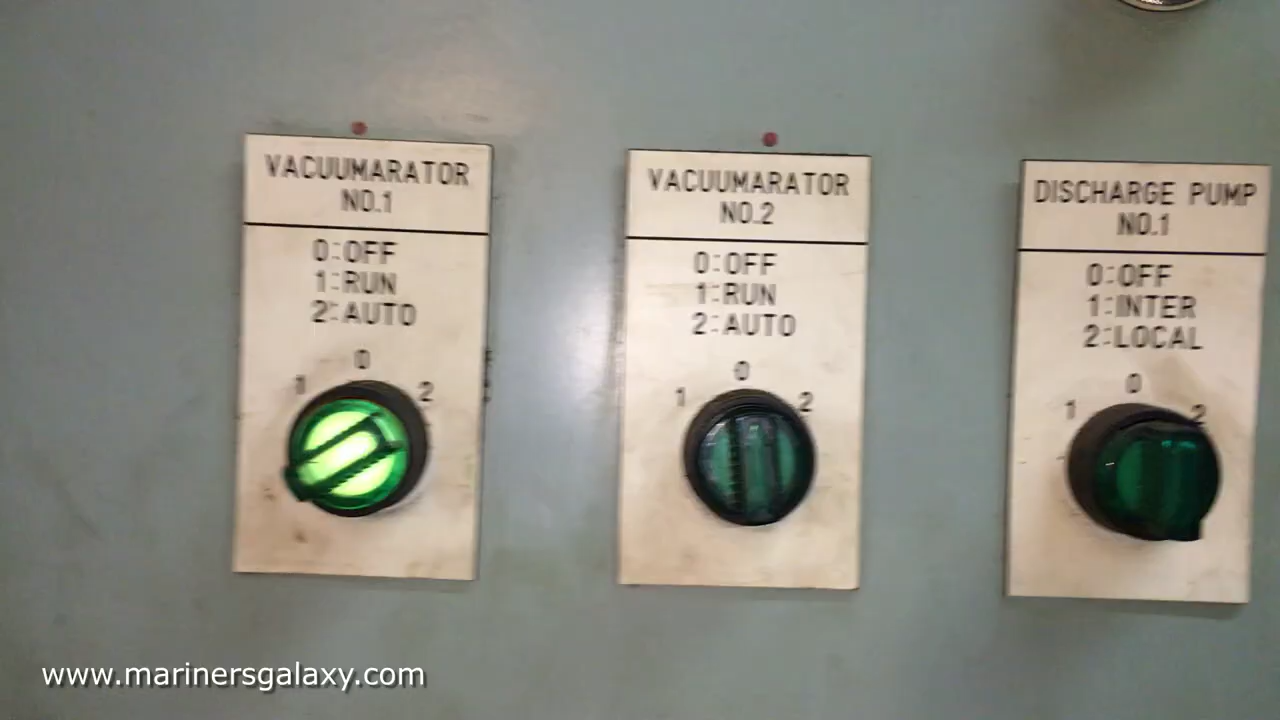 VACUUMARATOR
NO.1
0:OFF
1:RUN
2:AUTO
0
1
2
VACUUMARATOR
NO.2
0:OFF
1:RUN
2:AUTO
0
1
2
DISCHARGE PUMP
NO.1
0:OFF
1:INTER
2:LOCAL
0
1
2
www.marinersgalaxy.com